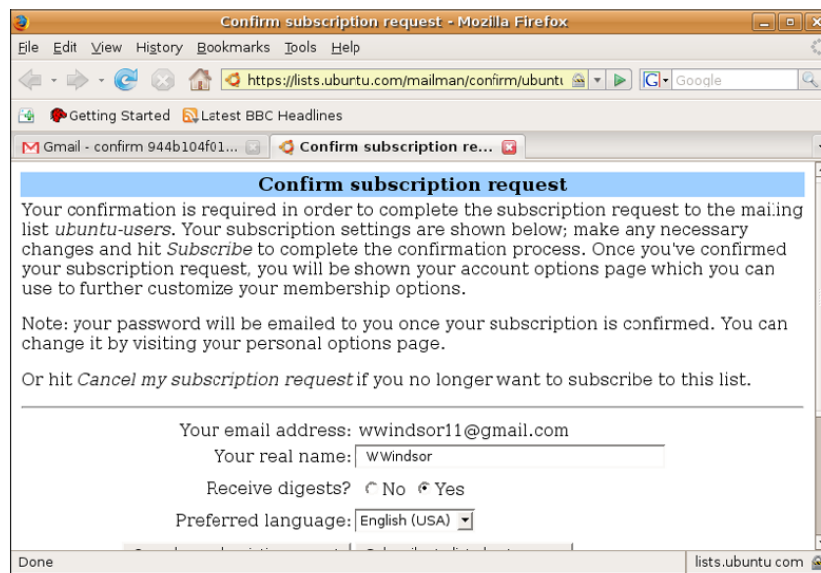 Confirm subscription request - Mozilla Firefox
File Edit View History Bookmarks Tools Help
https://lists.ubuntu.com/mailman/confirm/ubuntu
G Google
Getting Started Latest BBC Headlines
Gmail - confirm 944b104f01... Confirm subscription re...
Confirm subscription request
Your confirmation is required in order to complete the subscription request to the mailing
list ubuntu-users. Your subscription settings are shown below; make any necessary
changes and hit Subscribe to complete the confirmation process. Once you've confirmed
your subscription request, you will be shown your account options page which you can
use to further customize your membership options.
Note: your password will be emailed to you once your subscription is confirmed. You can
change it by visiting your personal options page.
Or hit Cancel my subscription request if you no longer want to subscribe to this list.
Your email address: wwindsor11@gmail.com
Your real name: WWindsor
Receive digests? No Yes
Preferred language: English (USA)
Done lists.ubuntu.com